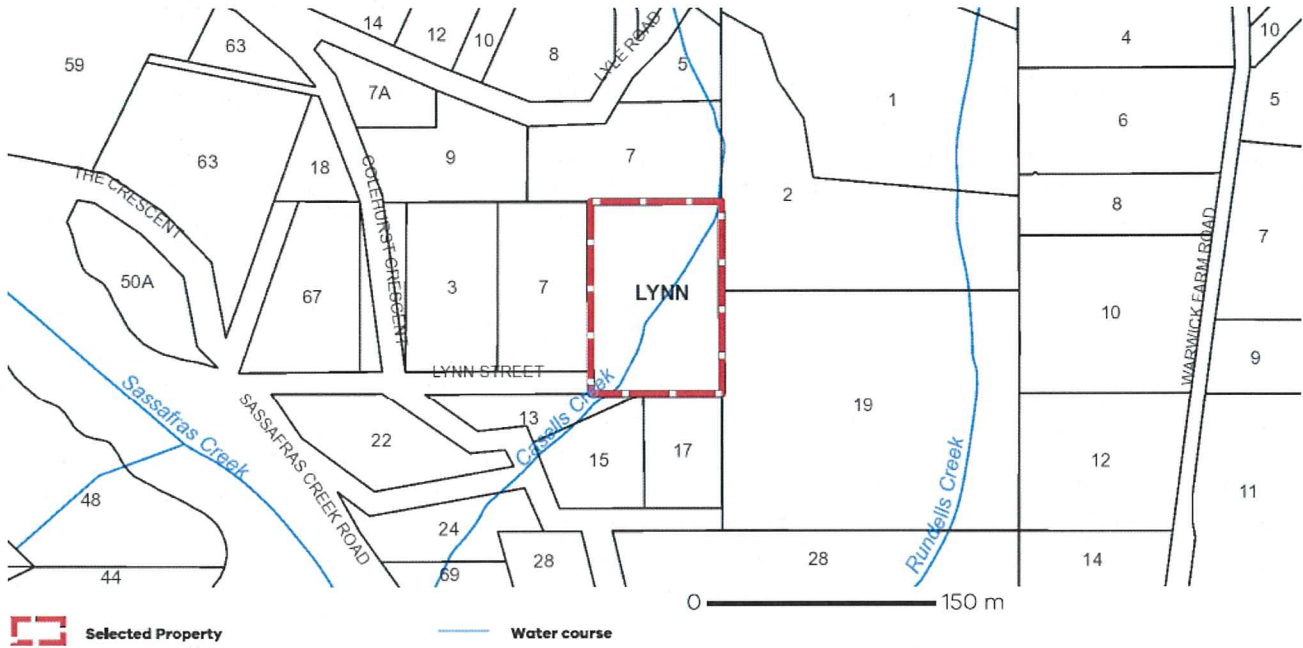 14
12
10
8
LYLE ROAD
5
63
59
7A
1
4
10
6
5
63
18
COLEHURST CRESCENT
9
7
THE CRESCENT
2
8
WARWICK FARM ROAD
7
50A
67
3
7
LYNN
10
9
LYNN STREET
Sassafras Creek
SASSAFRAS CREEK ROAD
22
13
Casells Creek
15
17
19
12
11
48
24
Rundells Creek
44
69
28
28
14
0
150 m
Selected Property
Water course